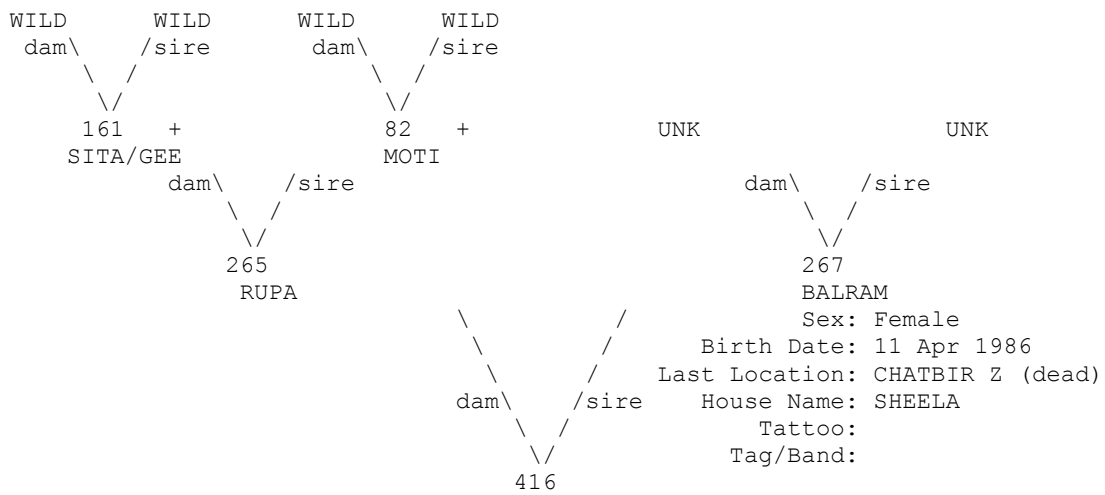 WILD WILD WILD WILD
dam\ /sire dam\ /sire
\ / \ /
\/ \/
161 + 82 + UNK UNK
SITA/GEE MOTI
dam\ /sire dam\ /sire
\ / \ /
\/ \/
265 267
RUPA BALRAM
\ / Sex: Female
\ / Birth Date: 11 Apr 1986
\ / Last Location: CHATBIR Z (dead)
dam\ /sire House Name: SHEELA
\ / Tattoo:
\/ Tag/Band:
416